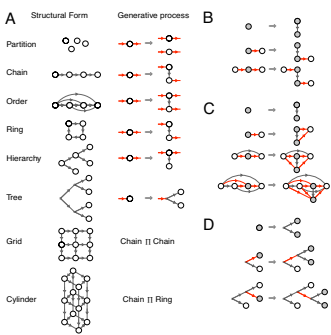 A
Structural Form Generative process
Partition
Chain
Order
Ring
Hierarchy
Tree
Grid Chain Π Chain
Cylinder Chain Π Ring
B
C
D